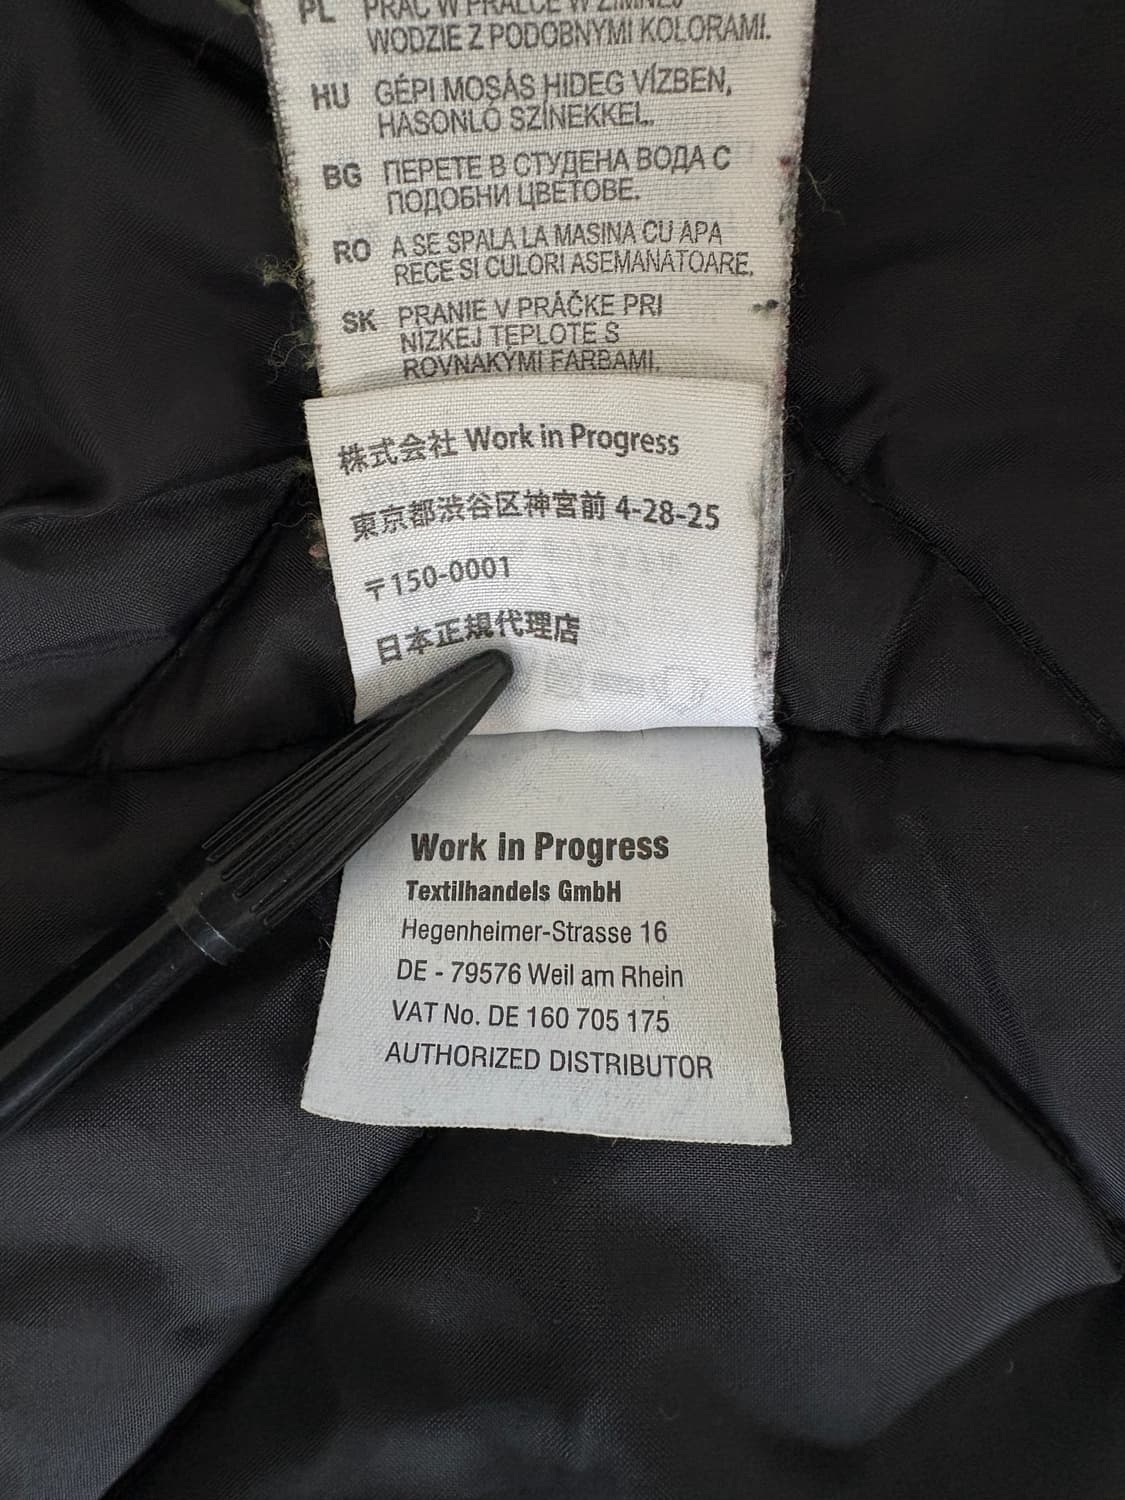 PL PRAĆ W PRALCE W ZIMNEJ
WODZIE Z PODOBNYMI KOLORAMI.
HU GÉPI MOSÁS HIDEG VÍZBEN,
HASONLÓ SZÍNEKKEL.
BG ПЕРЕТЕ В СТУДЕНА ВОДА С
ПОДОБНИ ЦВЕТОВЕ.
RO A SE SPALA LA MASINA CU APA
RECE SI CULORI ASEMANATOARE.
SK PRANIE V PRÁČKE PRI
NÍZKEJ TEPLOTE S
ROVNAKÝMI FARBAMI.
株式会社 Work in Progress
東京都渋谷区神宮前 4-28-25
〒150-0001
日本正規代理店
Work in Progress
Textilhandels GmbH
Hegenheimer-Strasse 16
DE - 79576 Weil am Rhein
VAT No. DE 160 705 175
AUTHORIZED DISTRIBUTOR